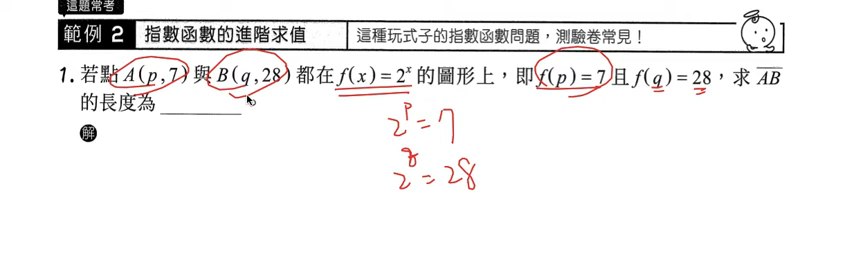 這題常考
範例 2 指數函數的進階求值 這種玩式子的指數函數問題，測驗卷常見！
1. 若點 A(p,7) 與 B(q,28) 都在 f(x)=2ˣ 的圖形上，即 f(p)=7 且 f(q)=28，求 A̅B̅
的長度為 ________
解
2ᵖ=7
2^q=28